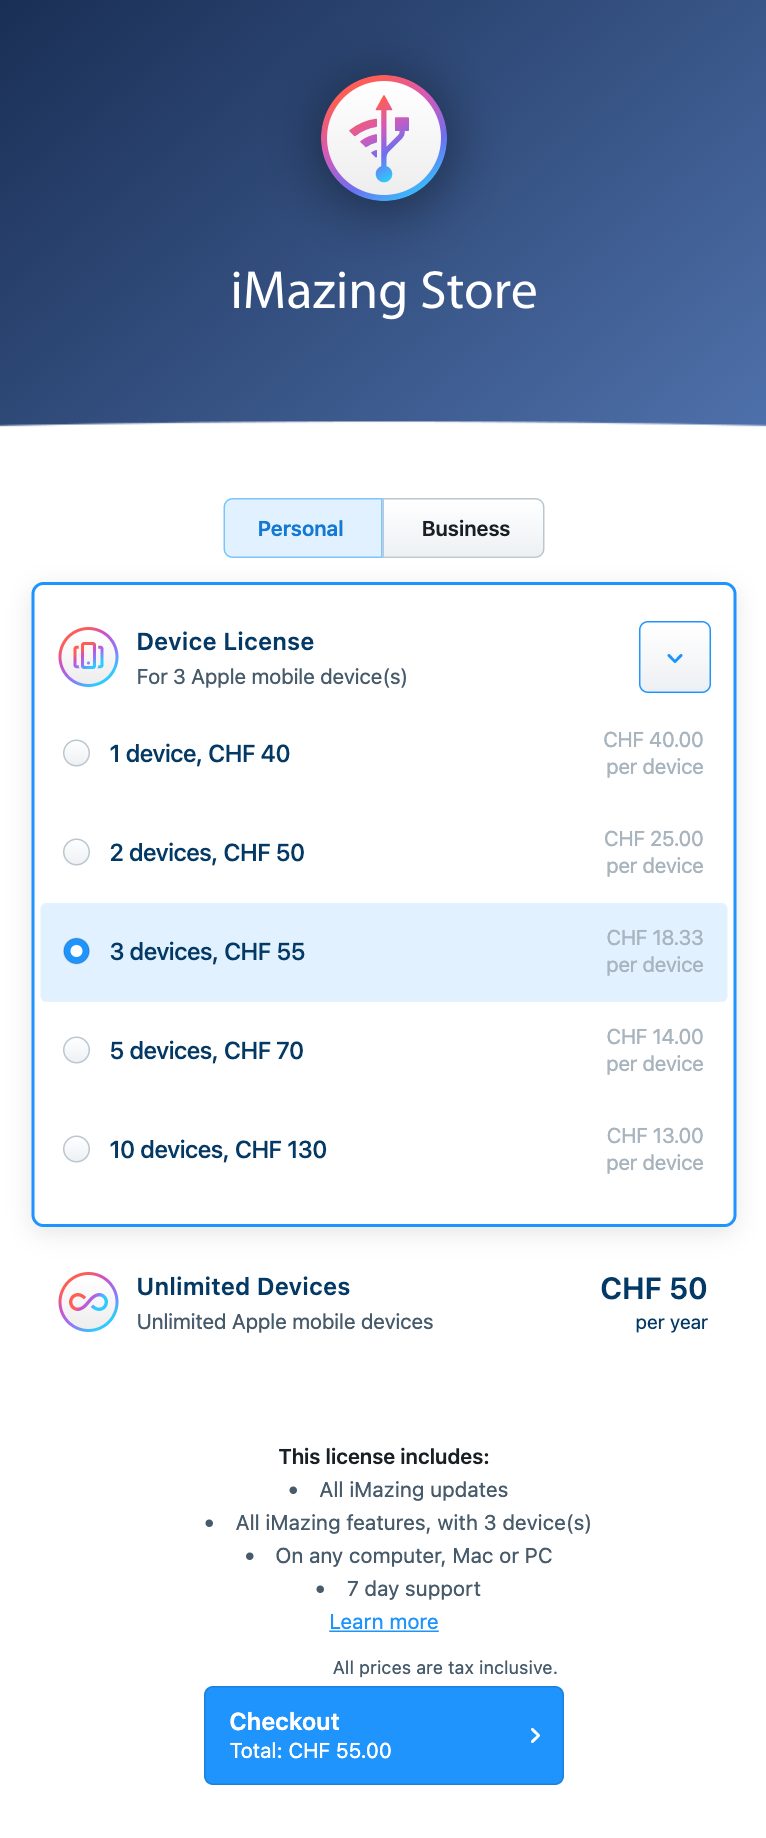 iMazing Store
Personal
Business
Device License
For 3 Apple mobile device(s)
1 device, CHF 40
CHF 40.00
per device
2 devices, CHF 50
CHF 25.00
per device
3 devices, CHF 55
CHF 18.33
per device
5 devices, CHF 70
CHF 14.00
per device
10 devices, CHF 130
CHF 13.00
per device
Unlimited Devices
Unlimited Apple mobile devices
CHF 50
per year
This license includes:
• All iMazing updates
• All iMazing features, with 3 device(s)
• On any computer, Mac or PC
• 7 day support
Learn more
All prices are tax inclusive.
Checkout
Total: CHF 55.00